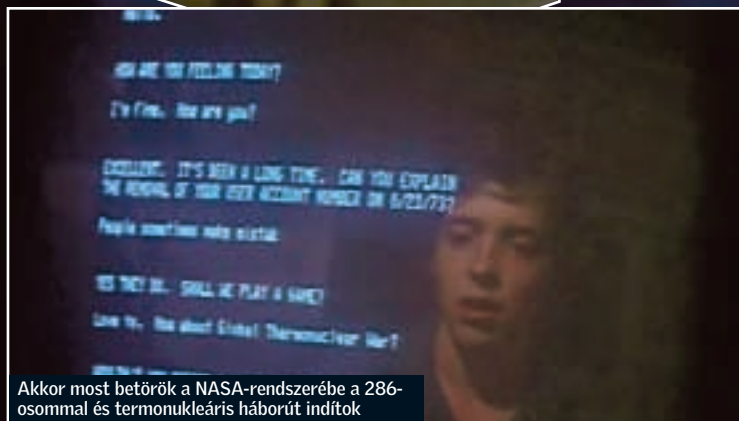 HOW ARE YOU FEELING TODAY?
I'm fine. How are you?
EXCELLENT. IT'S BEEN A LONG TIME. CAN YOU EXPLAIN
THE REMOVAL OF YOUR USER ACCOUNT NUMBER ON 6/23/73?
People sometimes make mistak
YES THEY DO. SHALL WE PLAY A GAME?
Love to. How about Global Thermonuclear War?
Akkor most betörök a NASA-rendszerébe a 286-
osommal és termonukleáris háborút indítok